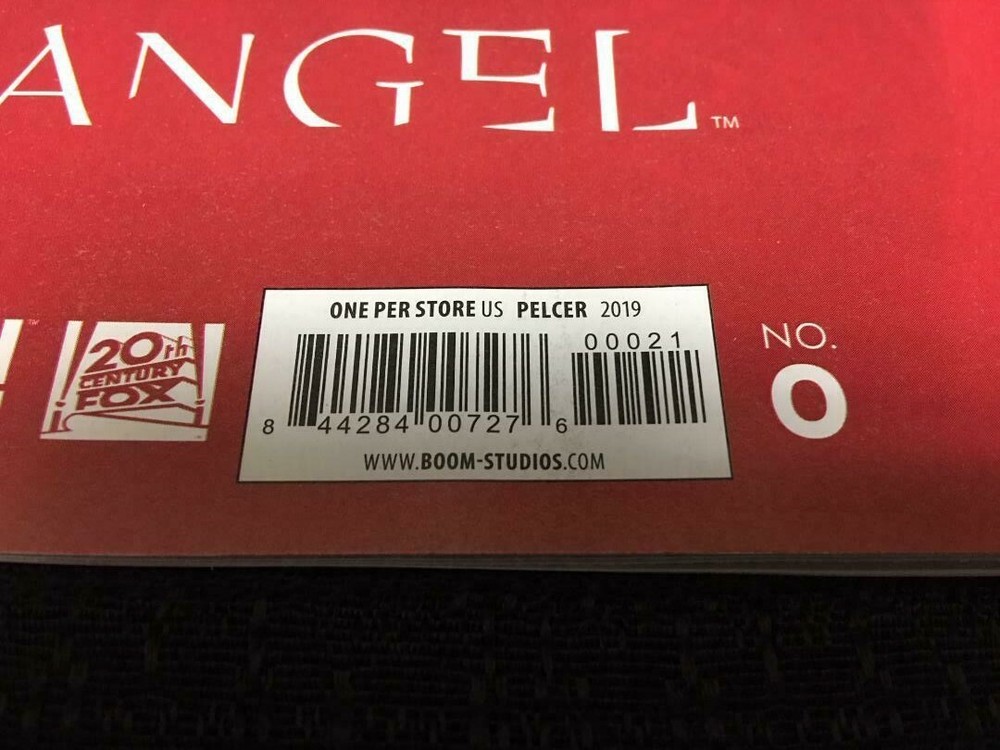 ANGEL™
ONE PER STORE US PELCER 2019
00021
8 44284 00727 6
WWW.BOOM-STUDIOS.COM
TM
20th
CENTURY
FOX
NO.
0